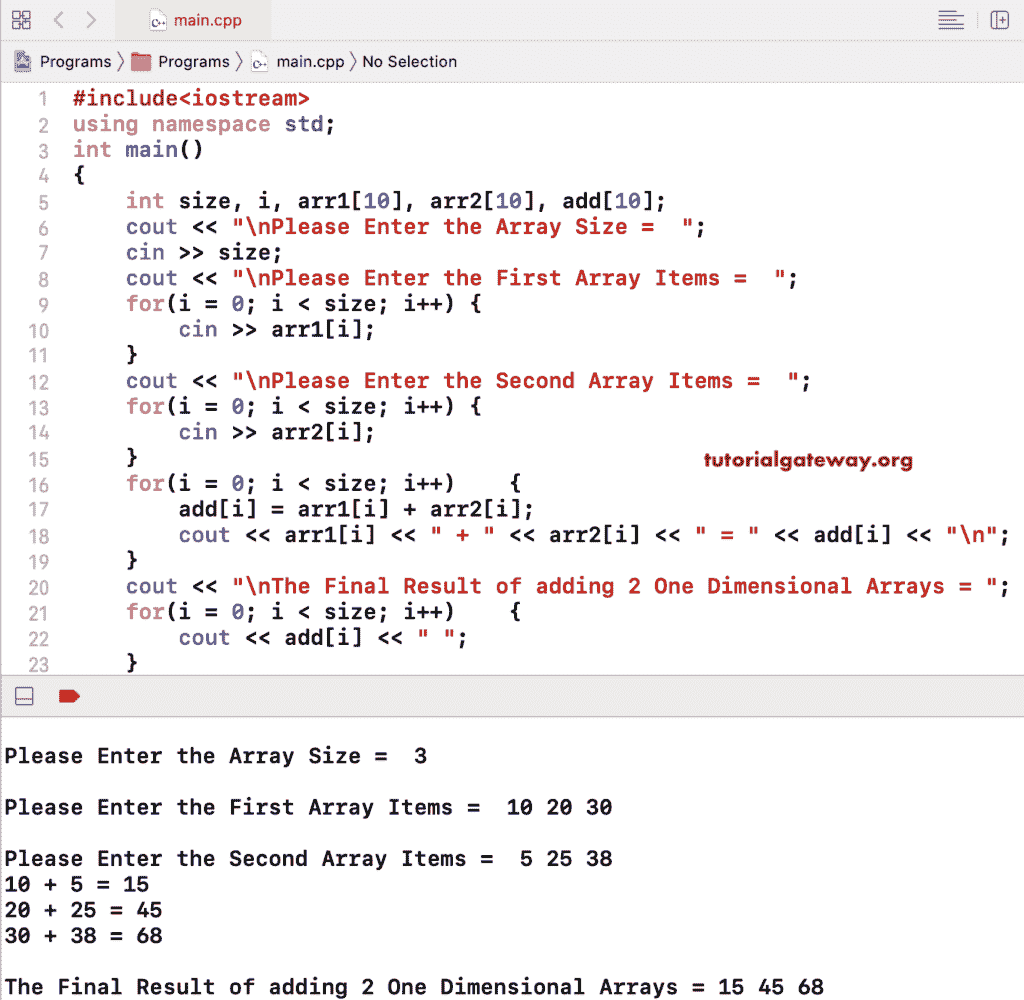 main.cpp
Programs 〉 Programs 〉 main.cpp 〉 No Selection
1 #include<iostream>
2 using namespace std;
3 int main()
4 {
5     int size, i, arr1[10], arr2[10], add[10];
6     cout << "\nPlease Enter the Array Size =  ";
7     cin >> size;
8     cout << "\nPlease Enter the First Array Items =  ";
9     for(i = 0; i < size; i++) {
10         cin >> arr1[i];
11     }
12     cout << "\nPlease Enter the Second Array Items =  ";
13     for(i = 0; i < size; i++) {
14         cin >> arr2[i];
15     }
tutorialgateway.org
16     for(i = 0; i < size; i++)    {
17         add[i] = arr1[i] + arr2[i];
18         cout << arr1[i] << " + " << arr2[i] << " = " << add[i] << "\n";
19     }
20     cout << "\nThe Final Result of adding 2 One Dimensional Arrays = ";
21     for(i = 0; i < size; i++)    {
22         cout << add[i] << " ";
23     }
Please Enter the Array Size =  3
Please Enter the First Array Items =  10 20 30
Please Enter the Second Array Items =  5 25 38
10 + 5 = 15
20 + 25 = 45
30 + 38 = 68
The Final Result of adding 2 One Dimensional Arrays = 15 45 68